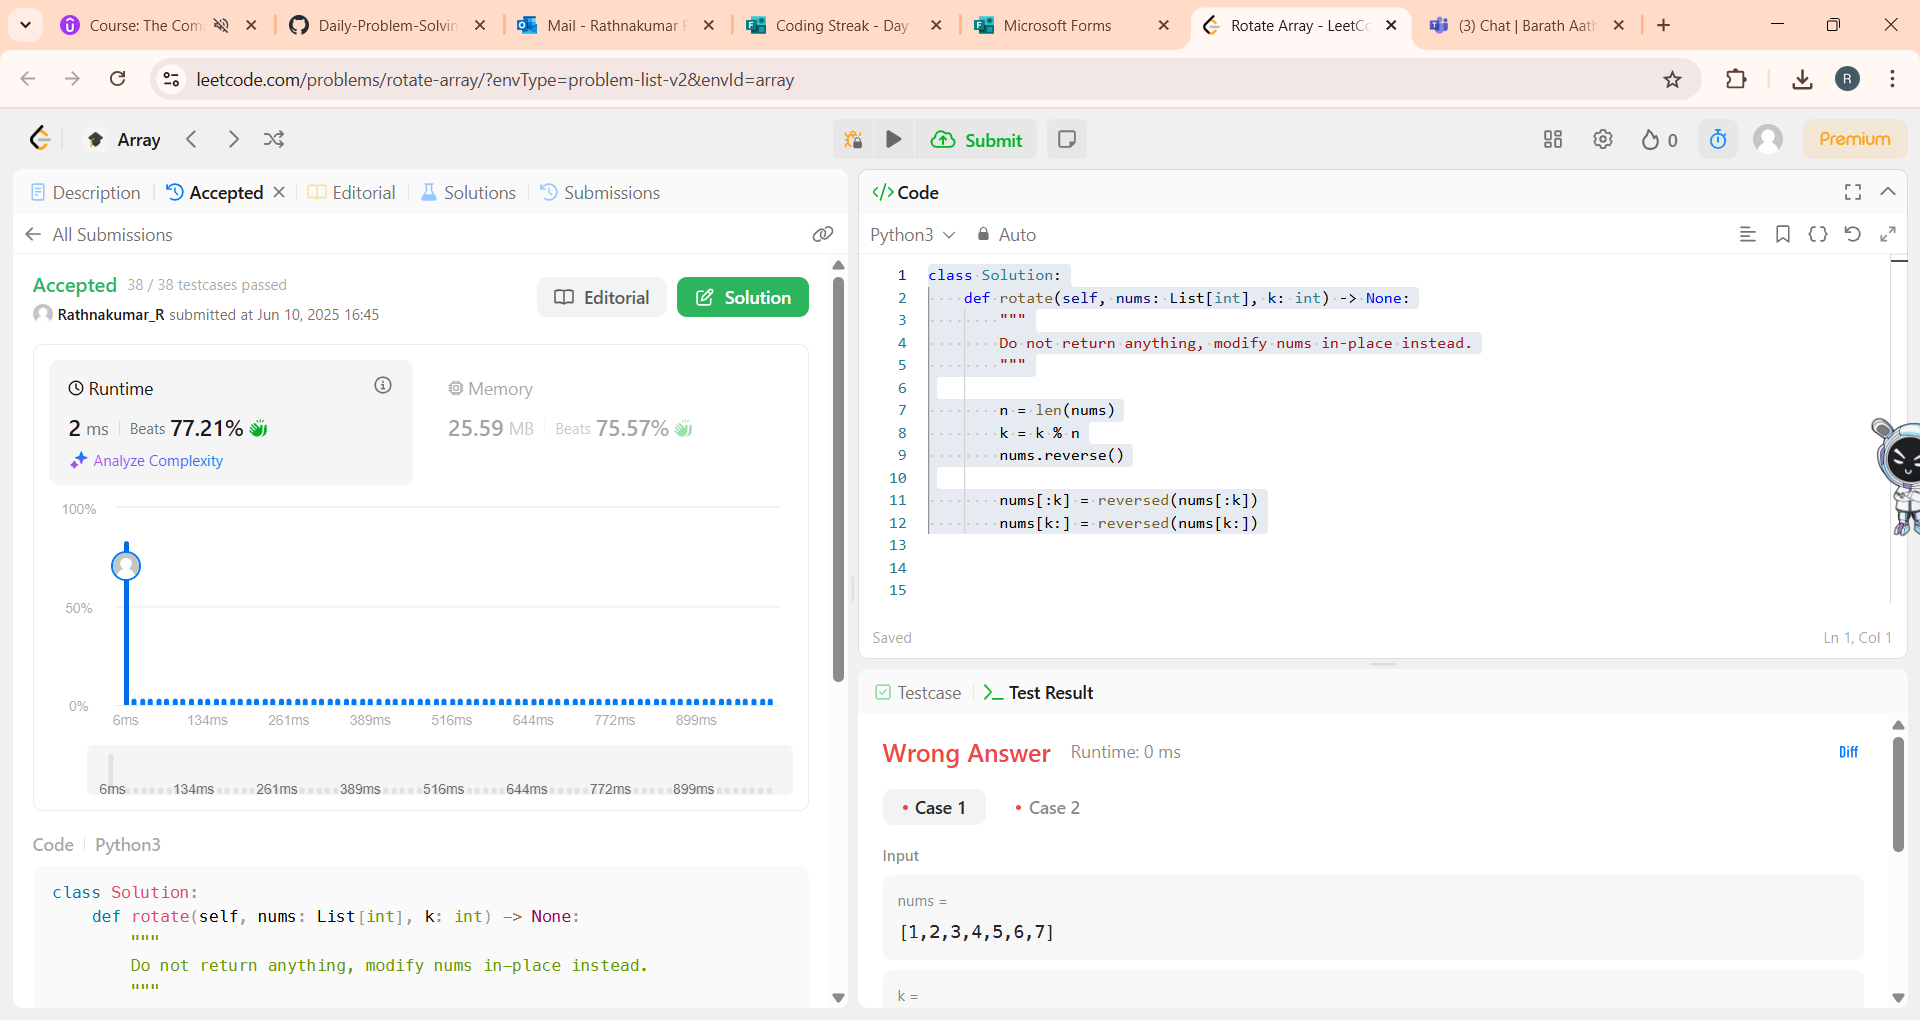 Course: The Com
Daily-Problem-Solvin
Mail - Rathnakumar R
Coding Streak - Day
Microsoft Forms
Rotate Array - LeetCo
(3) Chat | Barath Aath
leetcode.com/problems/rotate-array/?envType=problem-list-v2&envId=array
R
Array
Submit
0
Premium
Description
Accepted
Editorial
Solutions
Submissions
All Submissions
Accepted 38 / 38 testcases passed
Rathnakumar_R submitted at Jun 10, 2025 16:45
Editorial
Solution
Runtime
2 ms Beats 77.21%
Analyze Complexity
Memory
25.59 MB Beats 75.57%
100%
50%
0%
6ms 134ms 261ms 389ms 516ms 644ms 772ms 899ms
6ms 134ms 261ms 389ms 516ms 644ms 772ms 899ms
Code Python3
class Solution:
def rotate(self, nums: List[int], k: int) -> None:
"""
Do not return anything, modify nums in-place instead.
"""
</> Code
Python3 Auto
1 class Solution:
2 def rotate(self, nums: List[int], k: int) -> None:
3 """
4 Do not return anything, modify nums in-place instead.
5 """
6
7 n = len(nums)
8 k = k % n
9 nums.reverse()
10
11 nums[:k] = reversed(nums[:k])
12 nums[k:] = reversed(nums[k:])
13
14
15
Saved
Ln 1, Col 1
Testcase
Test Result
Wrong Answer Runtime: 0 ms
Diff
Case 1
Case 2
Input
nums =
[1,2,3,4,5,6,7]
k =